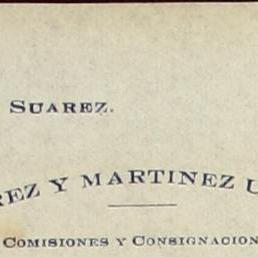 SUAREZ.
REZ Y MARTINEZ U
COMISIONES Y CONSIGNACION